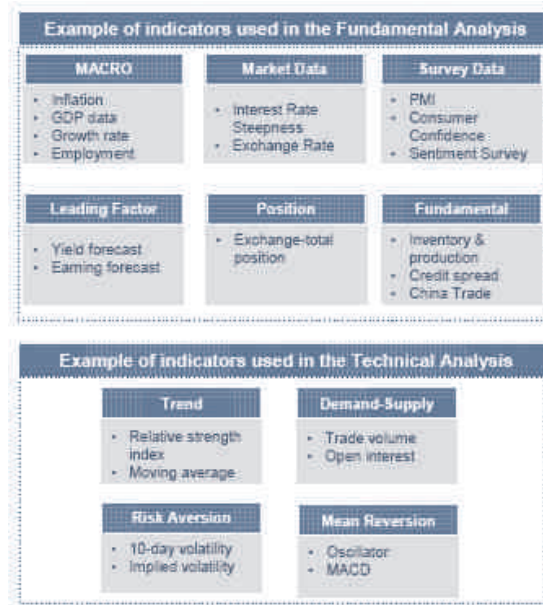 Example of indicators used in the Fundamental Analysis
MACRO
• Inflation
• GDP data
• Growth rate
• Employment
Market Data
• Interest Rate
Steepness
• Exchange Rate
Survey Data
• PMI
• Consumer
Confidence
• Sentiment Survey
Leading Factor
• Yield forecast
• Earning forecast
Position
• Exchange-total
position
Fundamental
• Inventory &
production
• Credit spread
• China Trade
Example of indicators used in the Technical Analysis
Trend
• Relative strength
index
• Moving average
Demand-Supply
• Trade volume
• Open interest
Risk Aversion
• 10-day volatility
• Implied volatility
Mean Reversion
• Oscillator
• MACD